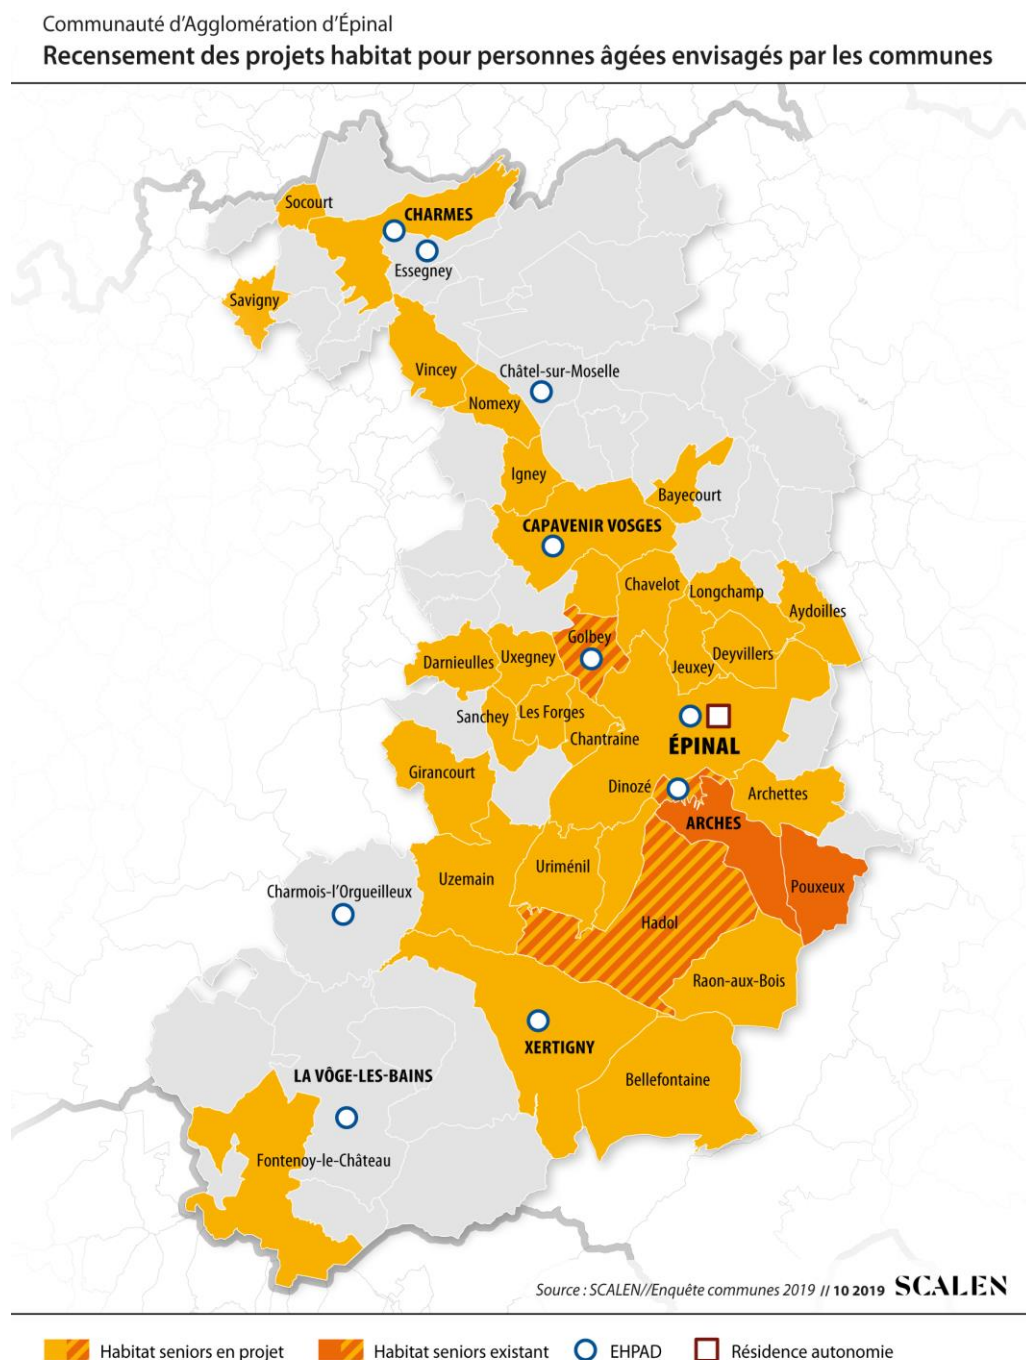 Communauté d'Agglomération d'Épinal
Recensement des projets habitat pour personnes âgées envisagés par les communes
Socourt
CHARMES
Essegney
Savigny
Vincey
Châtel-sur-Moselle
Nomexy
Igney
Bayecourt
CAPAVENIR VOSGES
Chavelot
Longchamp
Aydoilles
Golbey
Darnieulles
Uxegney
Deyvillers
Jeuxey
Sanchey
Les Forges
Chantraine
ÉPINAL
Girancourt
Dinozé
Archettes
ARCHES
Uriménil
Uzemain
Pouxeux
Charmois-l'Orgueilleux
Hadol
Raon-aux-Bois
XERTIGNY
LA VÔGE-LES-BAINS
Bellefontaine
Fontenoy-le-Château
Source : SCALEN//Enquête communes 2019 // 10 2019 SCALEN
Habitat seniors en projet Habitat seniors existant EHPAD Résidence autonomie